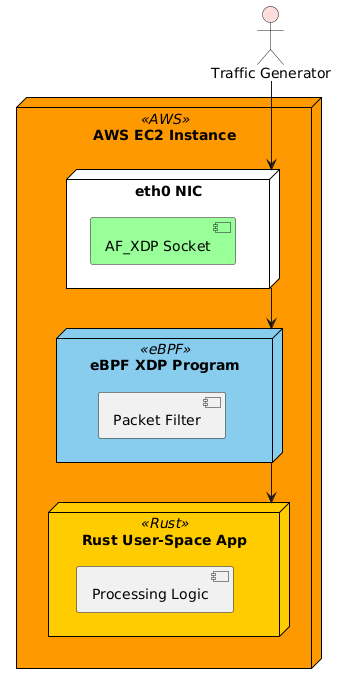 Traffic Generator
«AWS»
AWS EC2 Instance
eth0 NIC
AF_XDP Socket
«eBPF»
eBPF XDP Program
Packet Filter
«Rust»
Rust User-Space App
Processing Logic